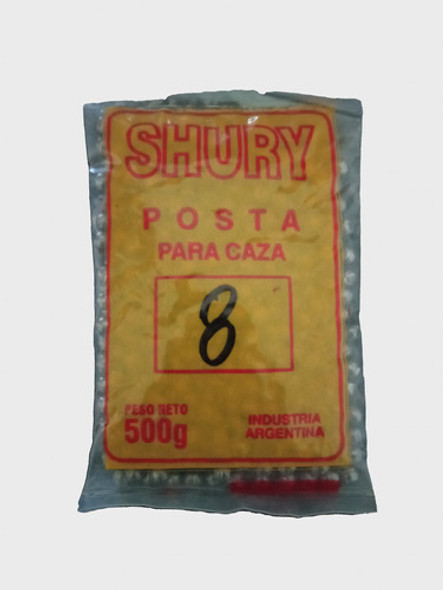 SHURY
POSTA
PARA CAZA
8
PESO NETO
500g
INDUSTRIA
ARGENTINA